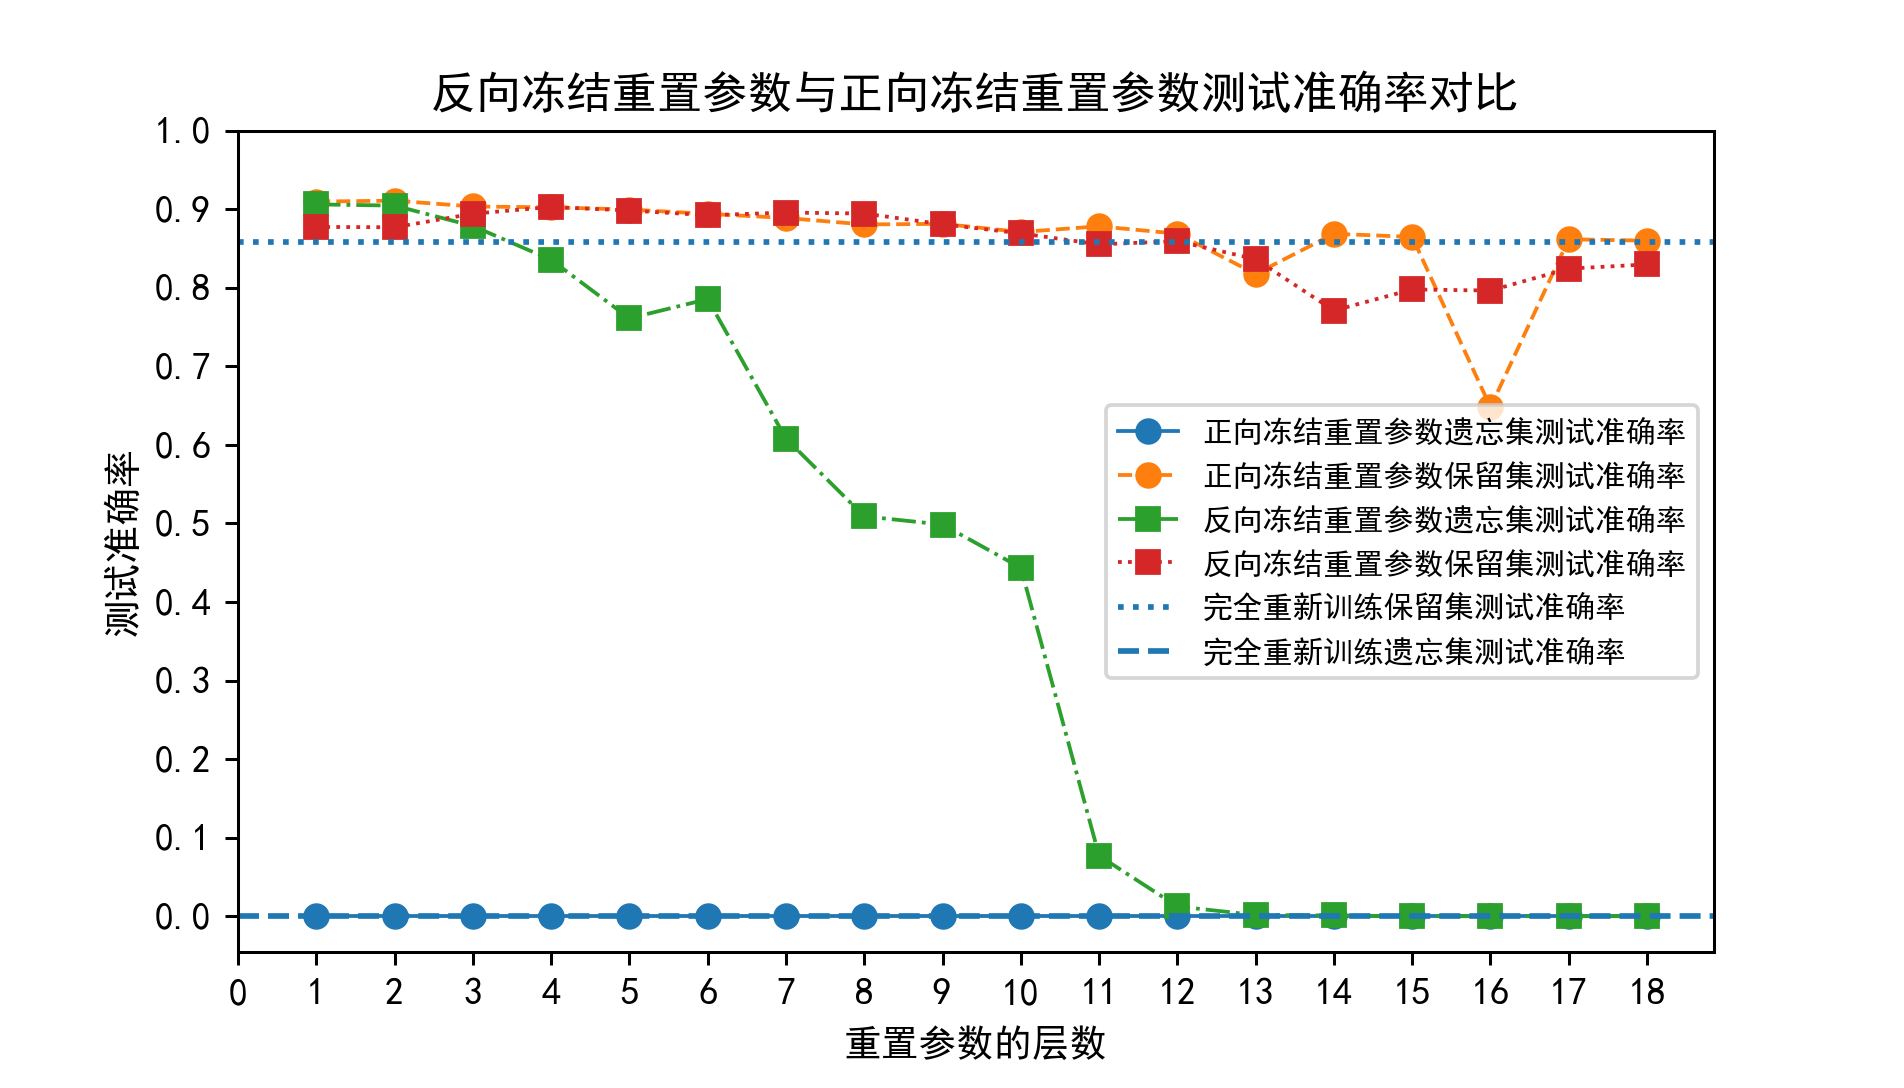 反向冻结重置参数与正向冻结重置参数测试准确率对比
1.0
0.9
0.8
0.7
0.6
0.5
0.4
0.3
0.2
0.1
0.0
测试准确率
正向冻结重置参数遗忘集测试准确率
正向冻结重置参数保留集测试准确率
反向冻结重置参数遗忘集测试准确率
反向冻结重置参数保留集测试准确率
完全重新训练保留集测试准确率
完全重新训练遗忘集测试准确率
0 1 2 3 4 5 6 7 8 9 10 11 12 13 14 15 16 17 18
重置参数的层数